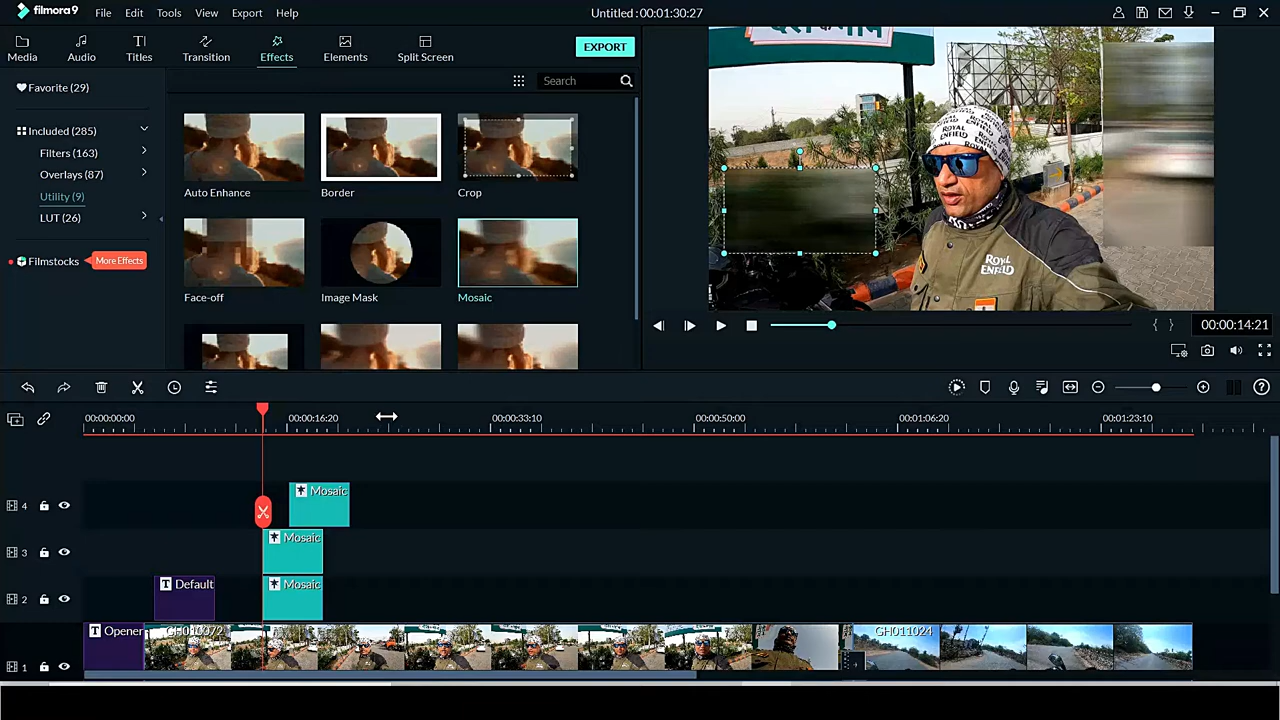 filmora9
File Edit Tools View Export Help
Untitled : 00:01:30:27
Media Audio Titles Transition Effects Elements Split Screen
EXPORT
Favorite (29)
Included (285)
Filters (163)
Overlays (87)
Utility (9)
LUT (26)
Filmstocks More Effects
Search
Auto Enhance Border Crop
Face-off Image Mask Mosaic
ROYAL
ENFIELD
ROYAL
ENFIELD
00:00:14:21
00:00:00:00 00:00:16:20 00:00:33:10 00:00:50:00 00:01:06:20 00:01:23:10
4 Mosaic
3 Mosaic
2 T Default Mosaic
1 T Opener GH010072 GH011024